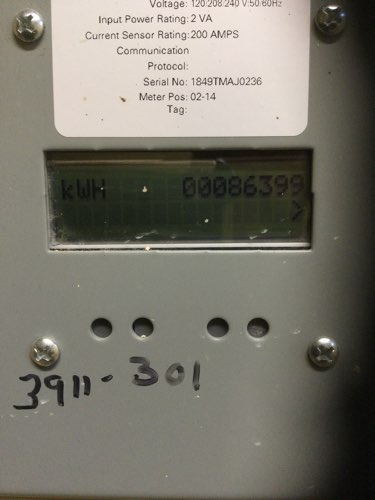 Voltage: 120:208:240 V:50/60Hz
Input Power Rating: 2 VA
Current Sensor Rating: 200 AMPS
Communication
Protocol:
Serial No: 1849TMAJ0236
Meter Pos: 02-14
Tag:
kWH 00086399
>
3911-301